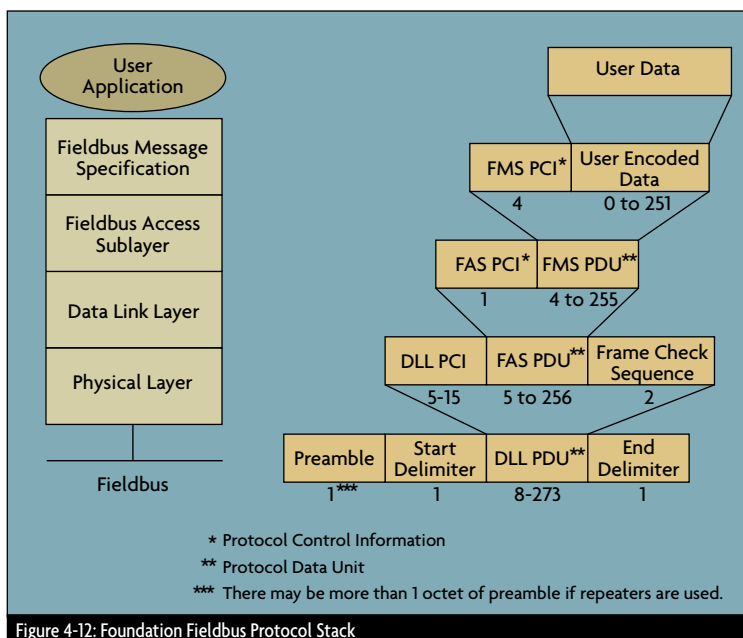 User
Application
Fieldbus Message
Specification
Fieldbus Access
Sublayer
Data Link Layer
Physical Layer
Fieldbus
User Data
FMS PCI* User Encoded
Data
4 0 to 251
FAS PCI* FMS PDU**
1 4 to 255
DLL PCI FAS PDU** Frame Check
Sequence
5-15 5 to 256 2
Preamble Start
Delimiter DLL PDU** End
Delimiter
1*** 1 8-273 1
* Protocol Control Information
** Protocol Data Unit
*** There may be more than 1 octet of preamble if repeaters are used.
Figure 4-12: Foundation Fieldbus Protocol Stack